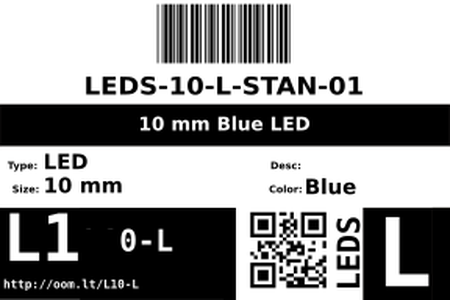 LEDS-10-L-STAN-01
10 mm Blue LED
Type: LED
Size: 10 mm
Desc:
Color: Blue
L1 0-L
http://oom.lt/L10-L
LEDS
L